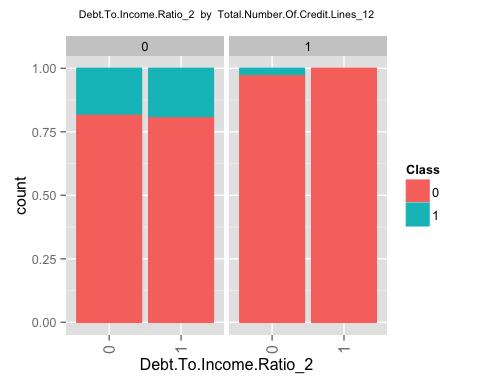 Debt.To.Income.Ratio_2 by Total.Number.Of.Credit.Lines_12
0 1
1.00
0.75
0.50
0.25
0.00
count
0 1 0 1
Debt.To.Income.Ratio_2
Class
0
1